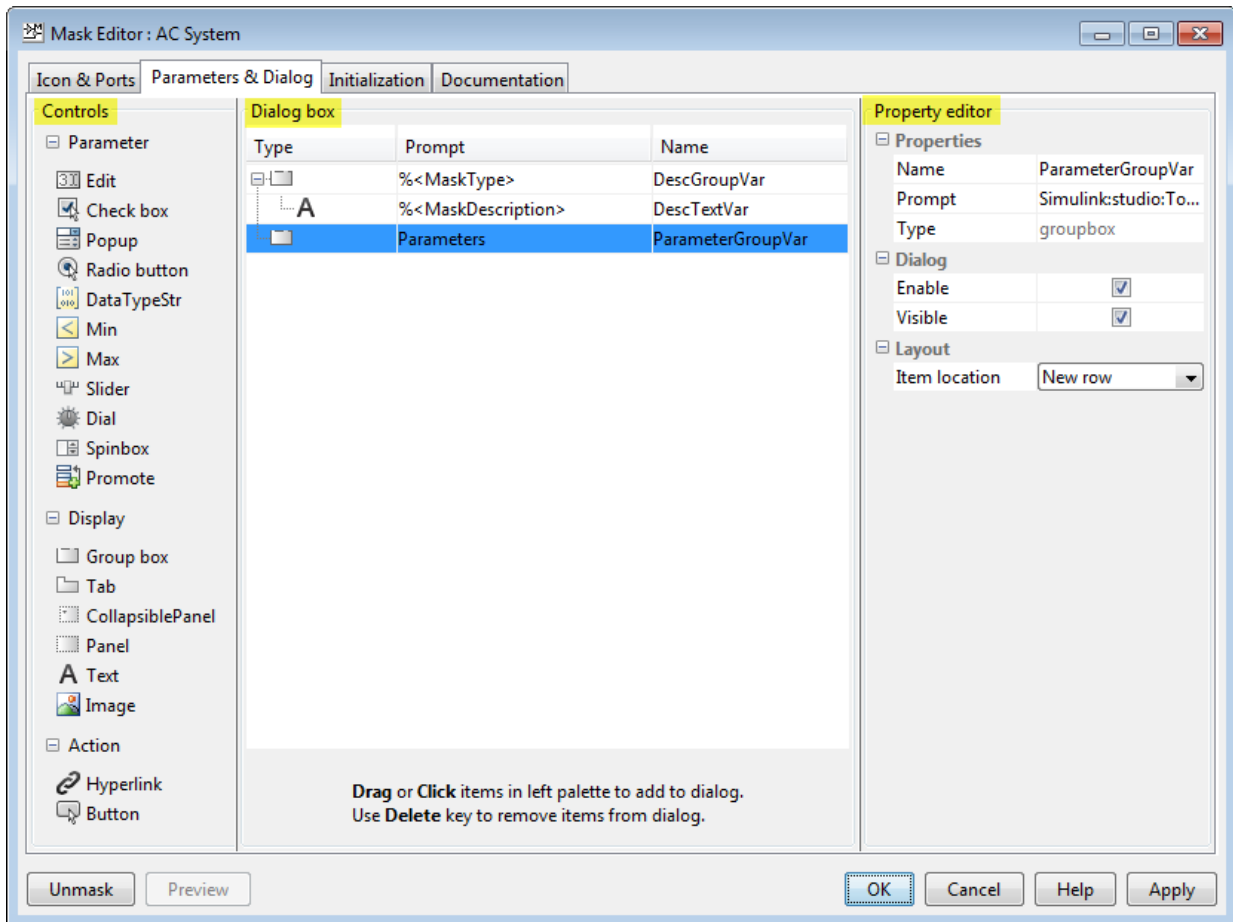 Mask Editor : AC System
Icon & Ports Parameters & Dialog Initialization Documentation
Controls
Parameter
Edit
Check box
Popup
Radio button
DataTypeStr
Min
Max
Slider
Dial
Spinbox
Promote
Display
Group box
Tab
CollapsiblePanel
Panel
A Text
Image
Action
Hyperlink
Button
Dialog box
Type Prompt Name
%<MaskType> DescGroupVar
A %<MaskDescription> DescTextVar
Parameters ParameterGroupVar
Drag or Click items in left palette to add to dialog.
Use Delete key to remove items from dialog.
Property editor
Properties
Name ParameterGroupVar
Prompt Simulink:studio:To...
Type groupbox
Dialog
Enable
Visible
Layout
Item location New row
Unmask Preview OK Cancel Help Apply